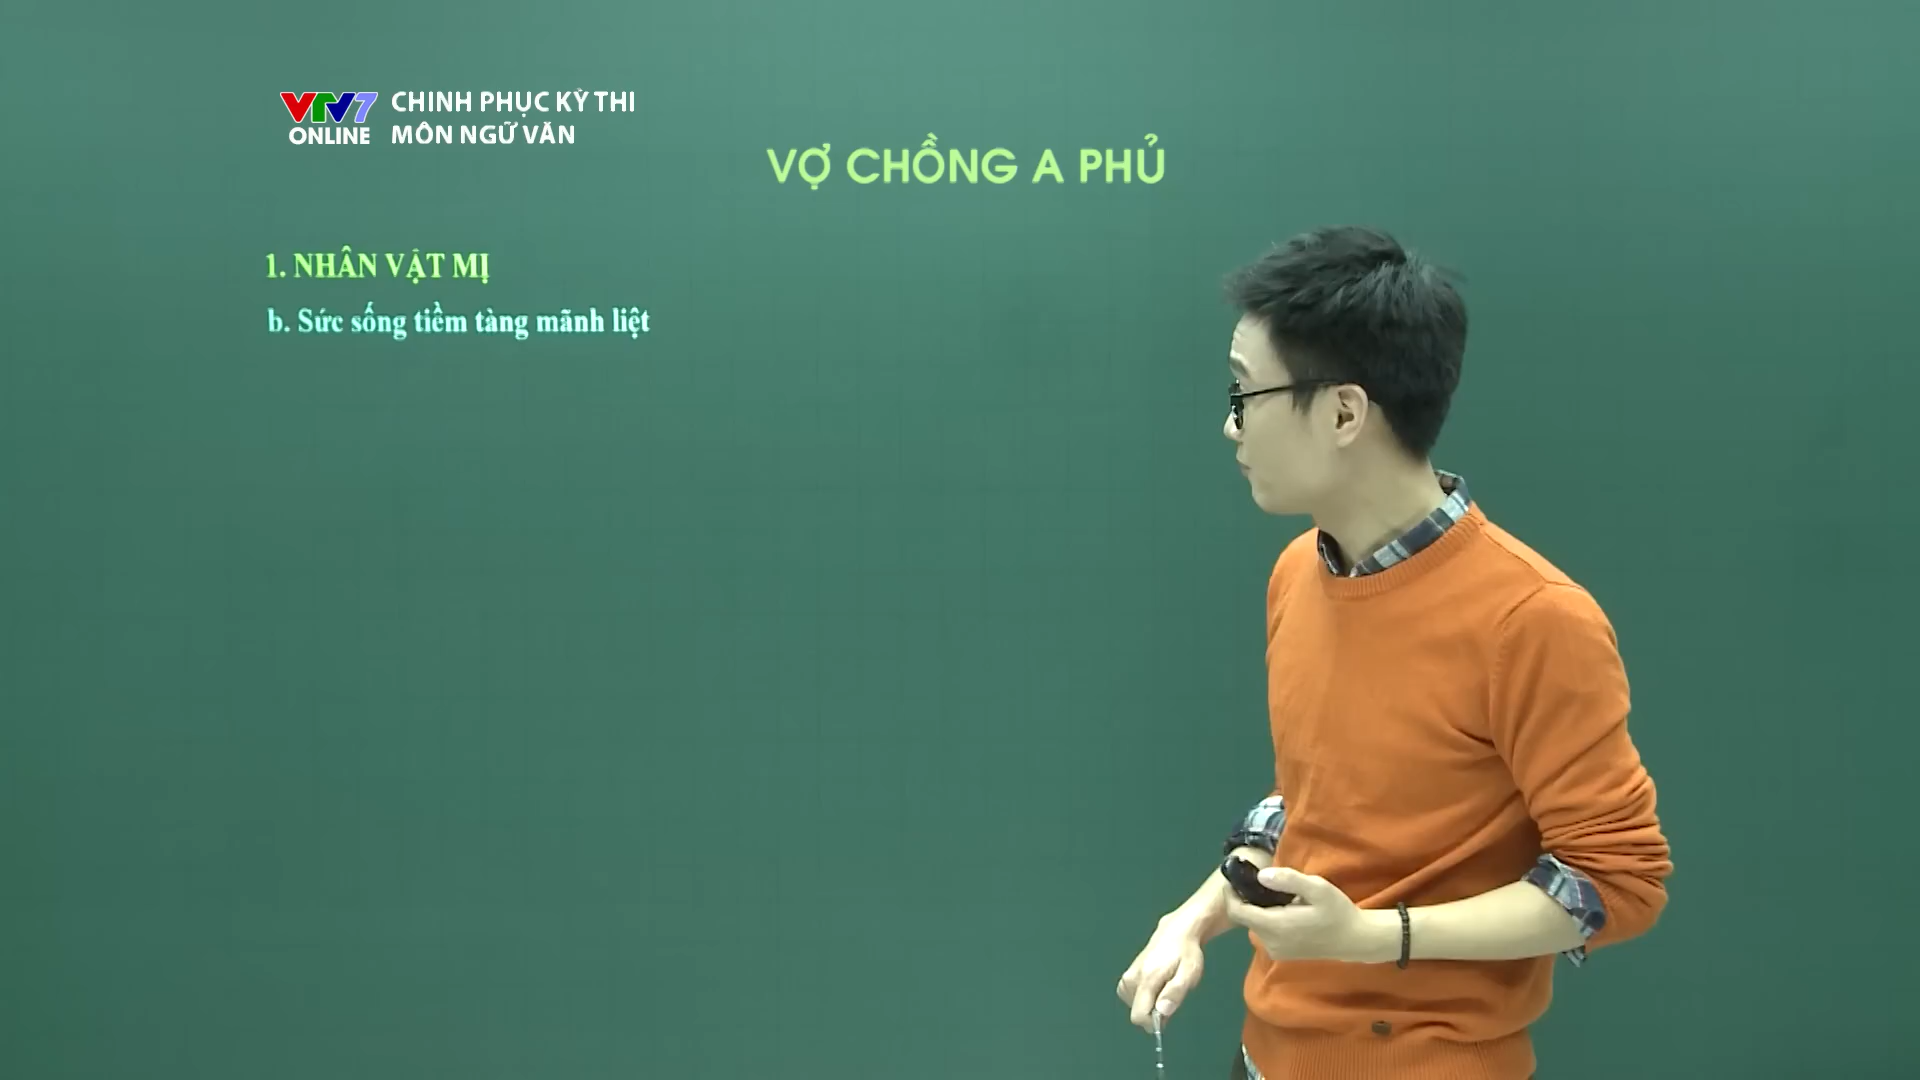 VTV7 CHINH PHỤC KỲ THI
ONLINE MÔN NGỮ VĂN
VỢ CHỒNG A PHỦ
1. NHÂN VẬT MỊ
b. Sức sống tiềm tàng mãnh liệt